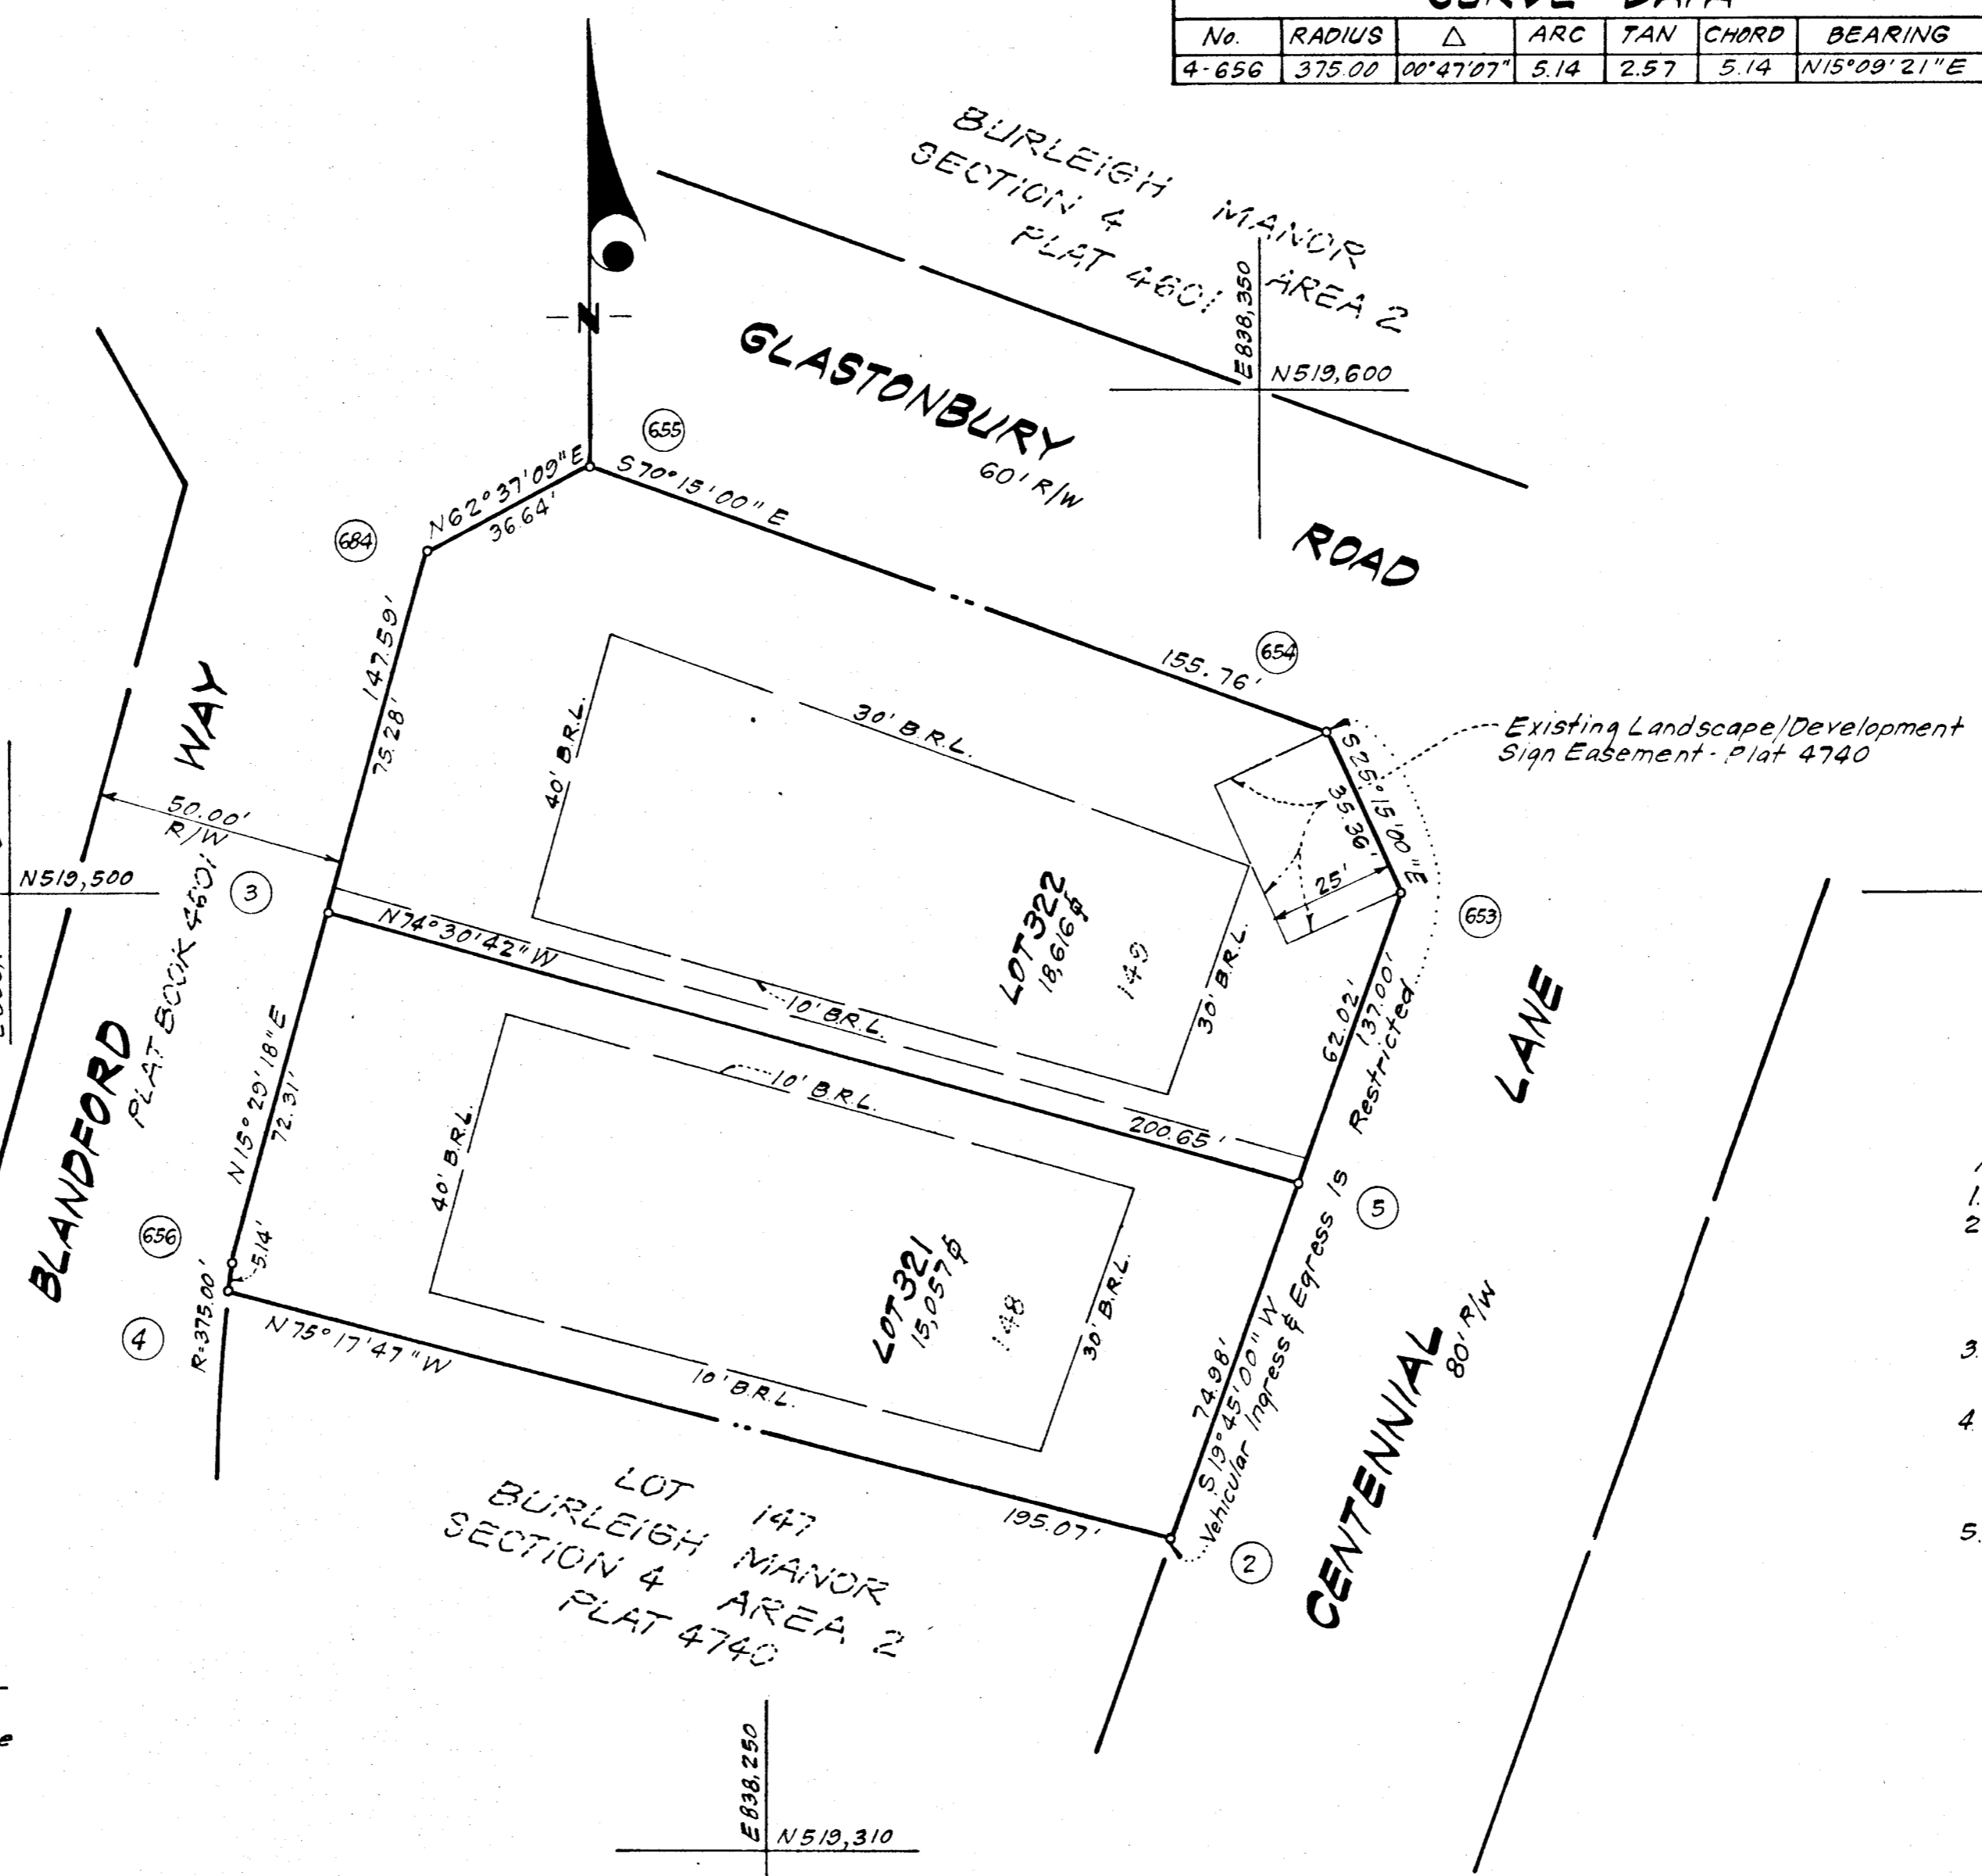 No. RADIUS △ ARC TAN CHORD BEARING
4-656 375.00 00°47'07" 5.14 2.57 5.14 N15°09'21"E
BURLEIGH MANOR
SECTION 4 AREA 2
PLAT 4601
E838,350
N519,600
N
GLASTONBURY ROAD
60' R/W
655
N62°37'09"E
36.64'
S70°15'00"E
155.76'
684
654
147.59'
75.28'
WAY
40' B.R.L.
30' B.R.L.
Existing Landscape/Development
Sign Easement - Plat 4740
S25°15'00"E
35.36'
25'
50.00'
R/W
N519,500
3
653
N74°30'42"W
200.65'
LOT 322
18,616
149
30' B.R.L.
10' B.R.L.
62.02'
137.00'
BLANDFORD
PLAT BOOK 4601
N15°29'18"E
72.31'
10' B.R.L.
40' B.R.L.
LANE
5
656
5.14'
R=375.00'
4
LOT 321
15,057
148
30' B.R.L.
74.98'
S19°45'00"W
Vehicular Ingress & Egress Is Restricted
N75°17'47"W
195.07'
10' B.R.L.
CENTENNIAL
80' R/W
2
LOT 147
BURLEIGH MANOR
SECTION 4 AREA 2
PLAT 4740
E838,250
N519,310
1.
2
3.
4
5.